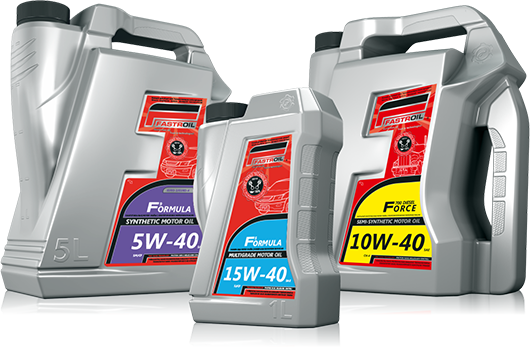 FASTROIL
FORMULA
SYNTHETIC MOTOR OIL
5W-40
5L
FASTROIL
FORMULA
MULTIGRADE MOTOR OIL
15W-40
1L
FASTROIL
DIESEL
FORCE
SEMI-SYNTHETIC MOTOR OIL
10W-40